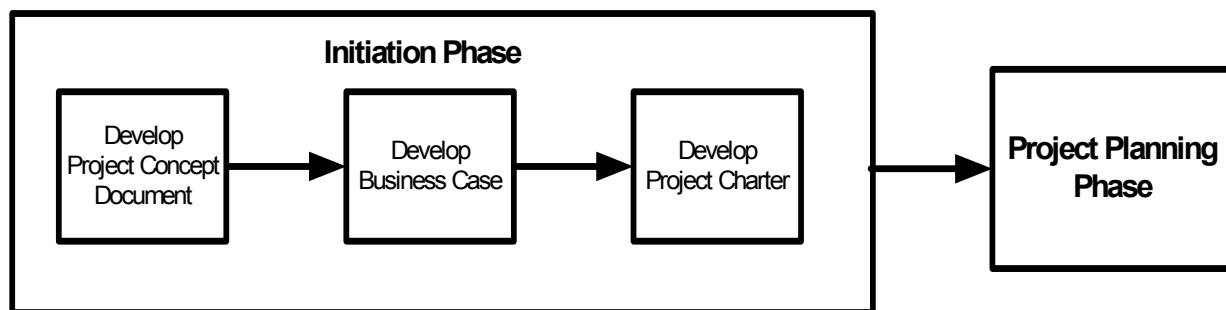 Initiation Phase
Develop
Project Concept
Document
Develop
Business Case
Develop
Project Charter
Project Planning
Phase